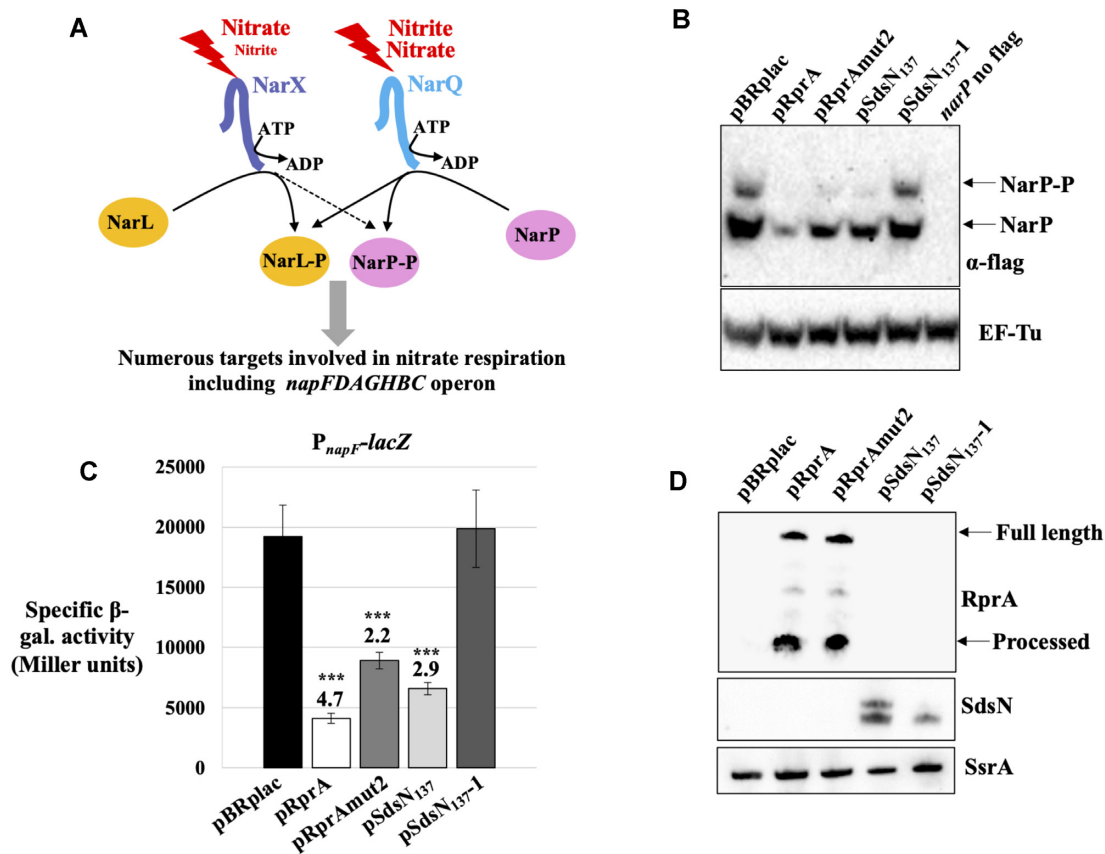 A
Nitrate
Nitrite
NarX
Nitrite
Nitrate
NarQ
ATP
ADP
ATP
ADP
NarL
NarP
NarL-P
NarP-P
Numerous targets involved in nitrate respiration
including napFDAGHBC operon
B
pBRplac
pRprA
pRprAmut2
pSdsN137
pSdsN137-1
narP no flag
NarP-P
NarP
α-flag
EF-Tu
C
PnapF-lacZ
Specific β-
gal. activity
(Miller units)
25000
20000
15000
10000
5000
0
***
4.7
***
2.2
***
2.9
pBRplac
pRprA
pRprAmut2
pSdsN137
pSdsN137-1
D
pBRplac
pRprA
pRprAmut2
pSdsN137
pSdsN137-1
Full length
RprA
Processed
SdsN
SsrA